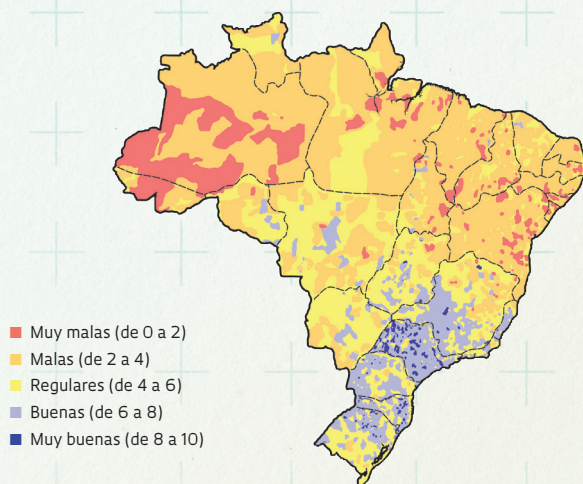 Muy malas (de 0 a 2)
Malas (de 2 a 4)
Regulares (de 4 a 6)
Buenas (de 6 a 8)
Muy buenas (de 8 a 10)